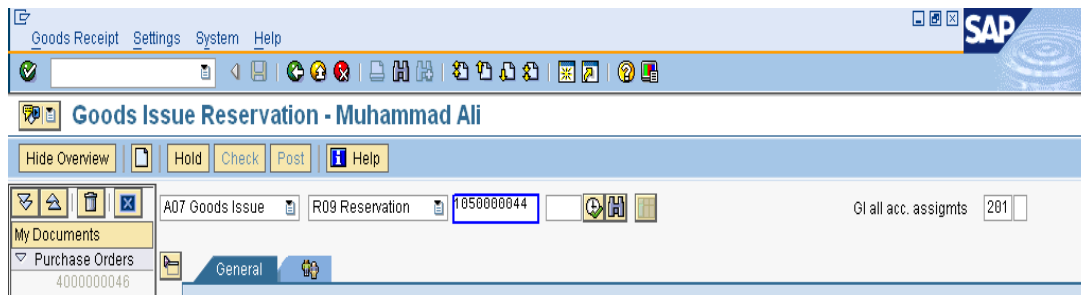 SAP
Goods Receipt Settings System Help
Goods Issue Reservation - Muhammad Ali
Hide Overview Hold Check Post Help
A07 Goods Issue R09 Reservation 1050000044 GI all acc. assigmts 201
My Documents
Purchase Orders
4000000046
General